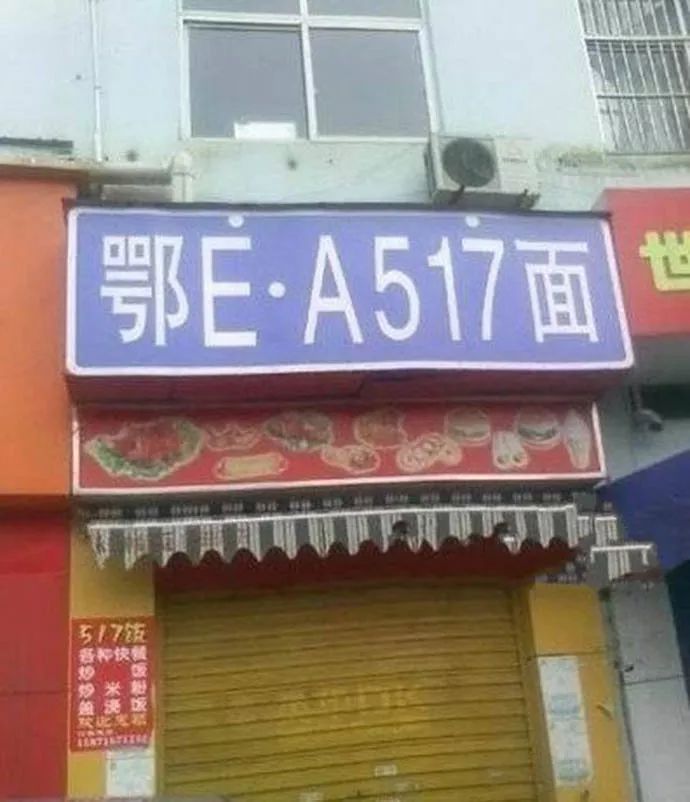 鄂E·A517面
世
517饭
各种快餐
炒饭
炒米粉
盖浇饭
欢迎光顾